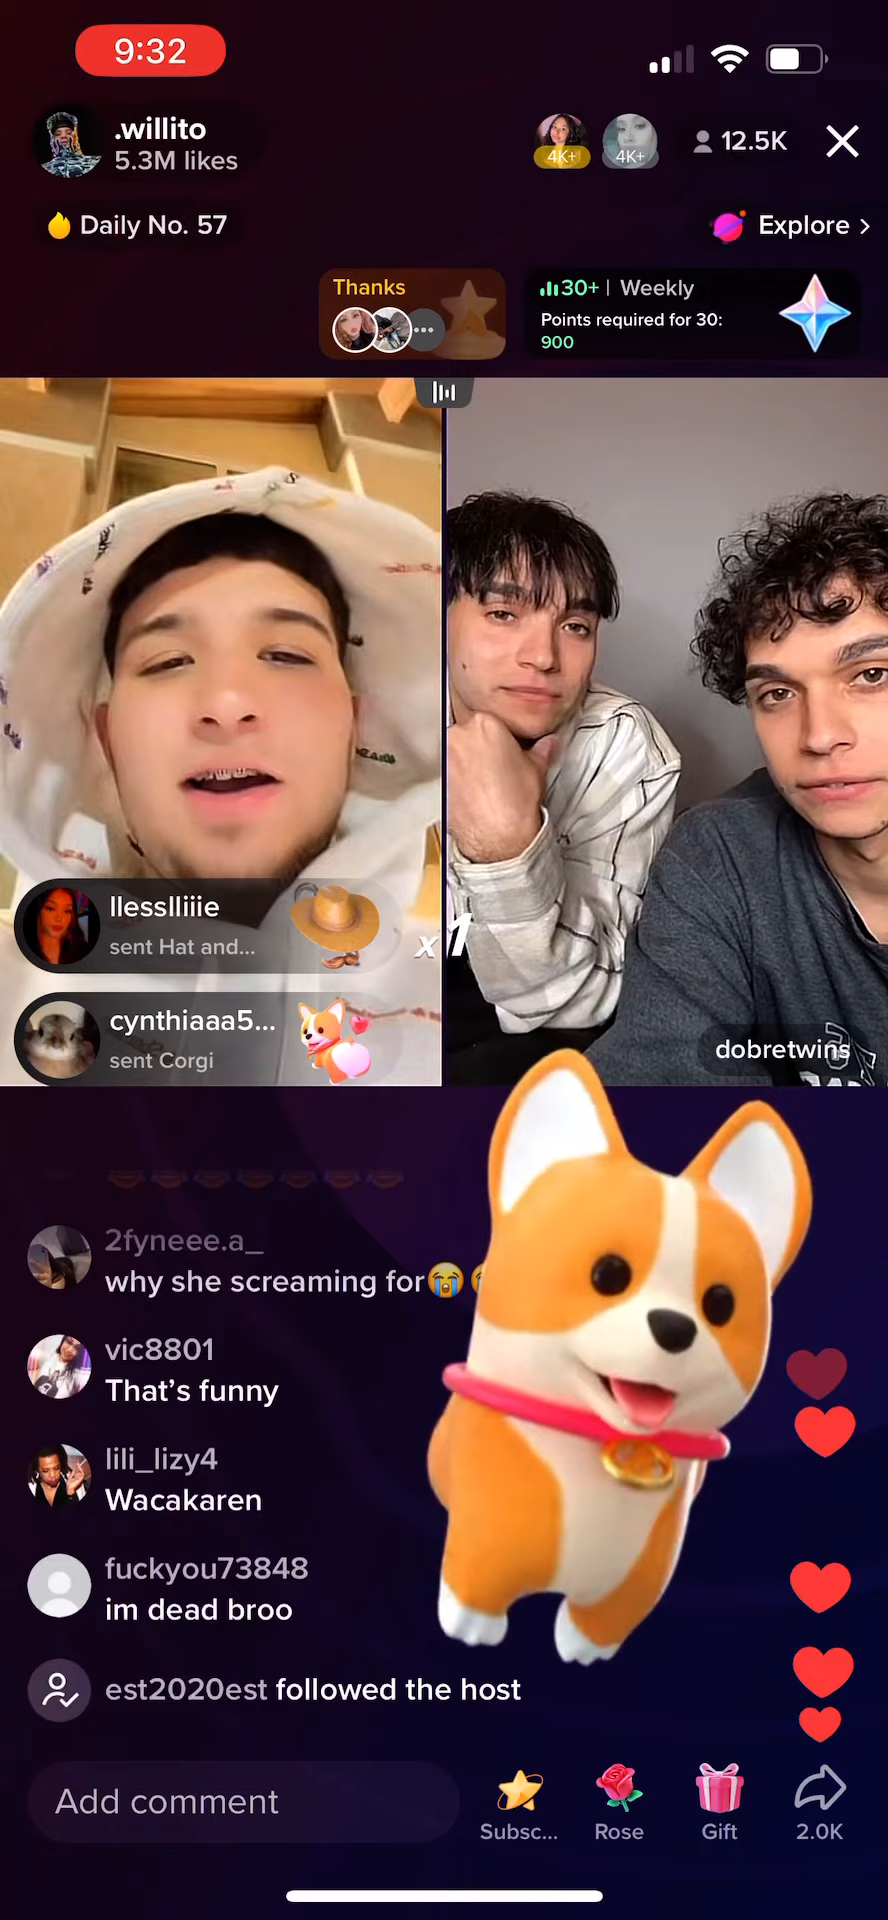 9:32
.willito
5.3M likes
4K+
4K+
12.5K
Daily No. 57
Explore >
Thanks
30+ | Weekly
Points required for 30:
900
llesslliiie
sent Hat and...
x1
cynthiaaa5...
sent Corgi
dobretwins
2fyneee.a_
why she screaming for😭
vic8801
That's funny
lili_lizy4
Wacakaren
fuckyou73848
im dead broo
est2020est followed the host
Add comment
Subsc...
Rose
Gift
2.0K